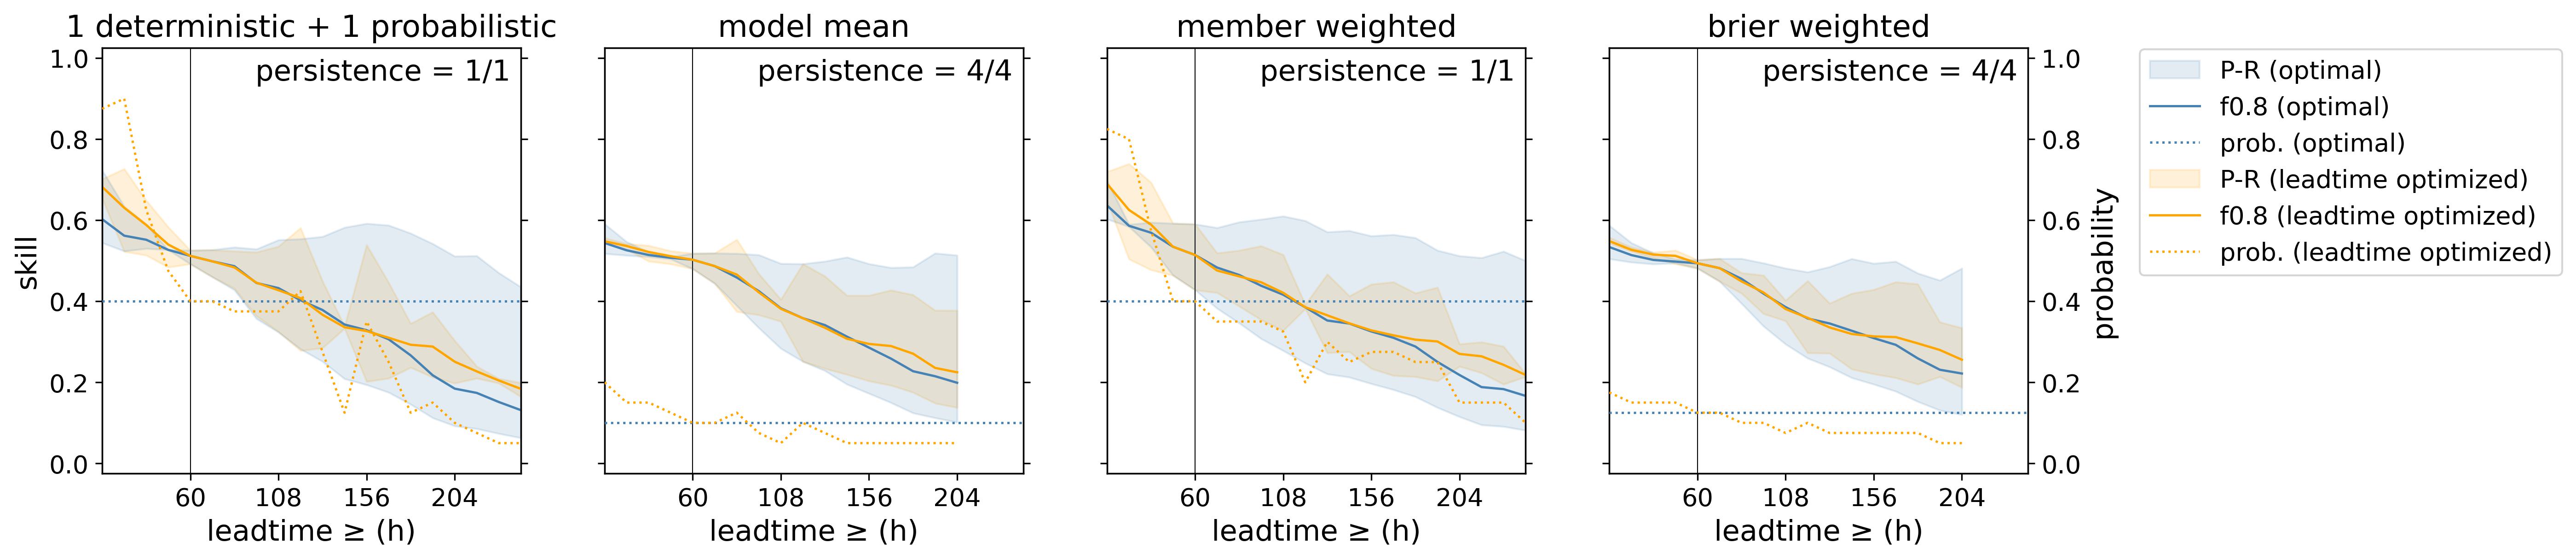 1 deterministic + 1 probabilistic
model mean
member weighted
brier weighted
persistence = 1/1
persistence = 4/4
persistence = 1/1
persistence = 4/4
skill
1.0
0.8
0.6
0.4
0.2
0.0
60 108 156 204
60 108 156 204
60 108 156 204
60 108 156 204
leadtime ≥ (h)
leadtime ≥ (h)
leadtime ≥ (h)
leadtime ≥ (h)
1.0
0.8
0.6
0.4
0.2
0.0
probability
P-R (optimal)
f0.8 (optimal)
prob. (optimal)
P-R (leadtime optimized)
f0.8 (leadtime optimized)
prob. (leadtime optimized)